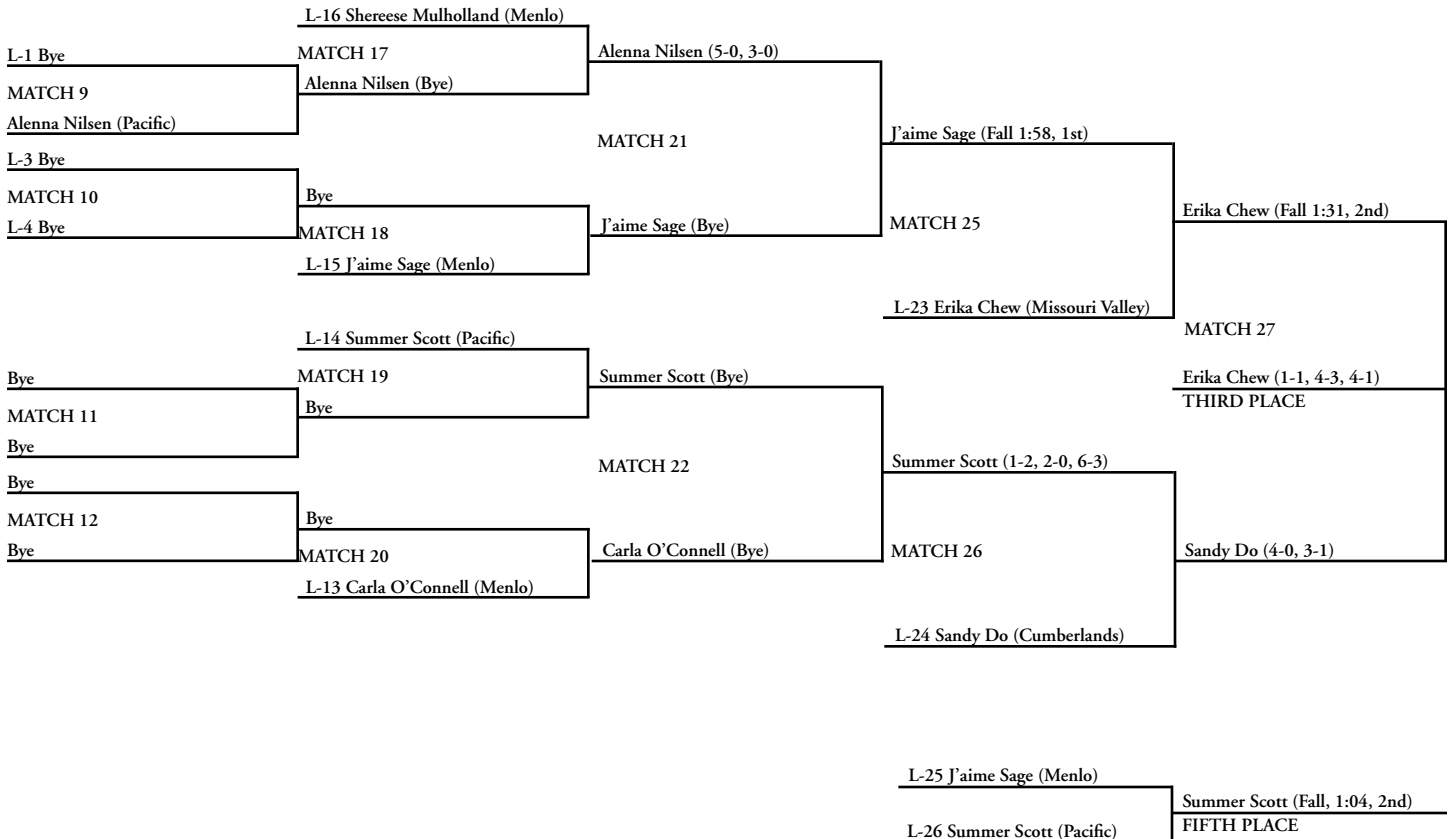 L-16 Shereese Mulholland (Menlo)
L-1 Bye
MATCH 17
Alenna Nilsen (5-0, 3-0)
MATCH 9
Alenna Nilsen (Bye)
Alenna Nilsen (Pacific)
J'aime Sage (Fall 1:58, 1st)
MATCH 21
L-3 Bye
MATCH 10
Bye
Erika Chew (Fall 1:31, 2nd)
L-4 Bye
MATCH 18
J'aime Sage (Bye)
MATCH 25
L-15 J'aime Sage (Menlo)
L-23 Erika Chew (Missouri Valley)
MATCH 27
L-14 Summer Scott (Pacific)
Bye
MATCH 19
Summer Scott (Bye)
Erika Chew (1-1, 4-3, 4-1)
THIRD PLACE
MATCH 11
Bye
Bye
MATCH 22
Summer Scott (1-2, 2-0, 6-3)
Bye
MATCH 12
Bye
Bye
MATCH 20
Carla O’Connell (Bye)
MATCH 26
Sandy Do (4-0, 3-1)
L-13 Carla O’Connell (Menlo)
L-24 Sandy Do (Cumberlands)
L-25 J'aime Sage (Menlo)
Summer Scott (Fall, 1:04, 2nd)
L-26 Summer Scott (Pacific)
FIFTH PLACE